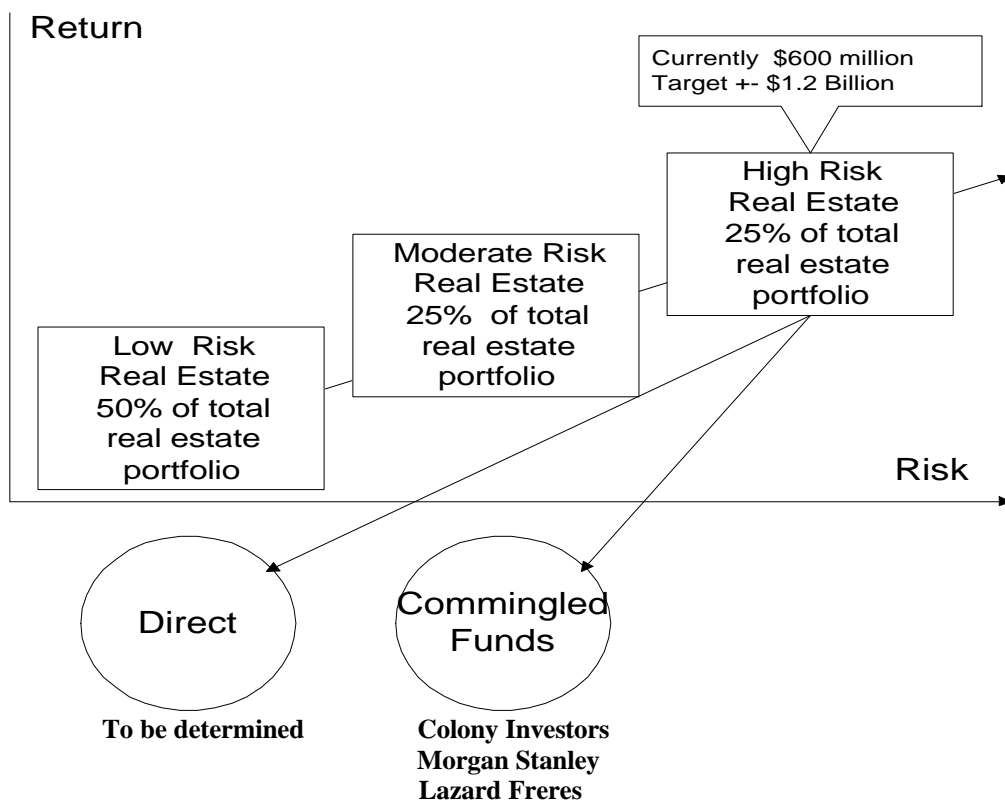 Return
Currently $600 million
Target +- $1.2 Billion
High Risk
Real Estate
25% of total
real estate
portfolio
Moderate Risk
Real Estate
25% of total
real estate
portfolio
Low Risk
Real Estate
50% of total
real estate
portfolio
Risk
Direct
Commingled
Funds
To be determined
Colony Investors
Morgan Stanley
Lazard Freres